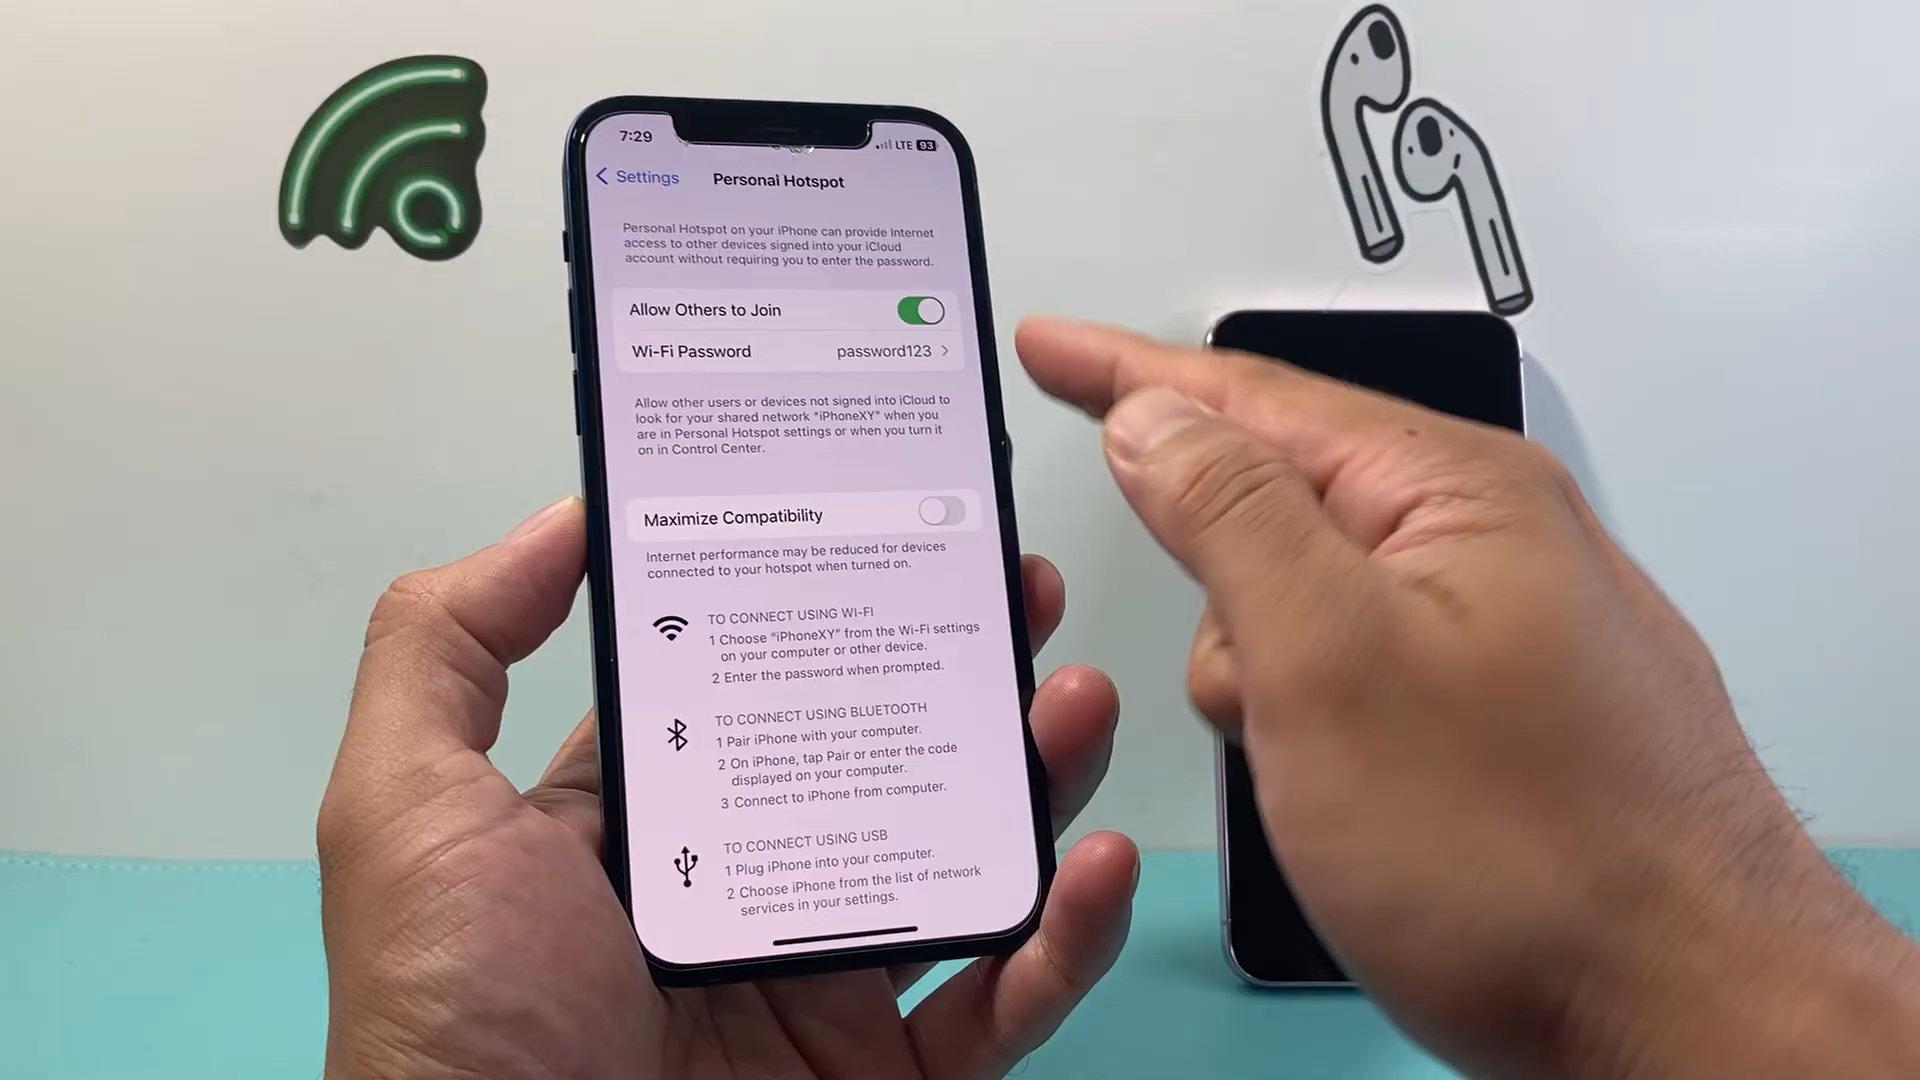 7:29
LTE 93
Settings
Personal Hotspot
Personal Hotspot on your iPhone can provide Internet
access to other devices signed into your iCloud
account without requiring you to enter the password.
Allow Others to Join
Wi-Fi Password password123
Allow other users or devices not signed into iCloud to
look for your shared network "iPhoneXY" when you
are in Personal Hotspot settings or when you turn it
on in Control Center.
Maximize Compatibility
Internet performance may be reduced for devices
connected to your hotspot when turned on.
TO CONNECT USING WI-FI
1 Choose "iPhoneXY" from the Wi-Fi settings
on your computer or other device.
2 Enter the password when prompted.
TO CONNECT USING BLUETOOTH
1 Pair iPhone with your computer.
2 On iPhone, tap Pair or enter the code
displayed on your computer.
3 Connect to iPhone from computer.
TO CONNECT USING USB
1 Plug iPhone into your computer.
2 Choose iPhone from the list of network
services in your settings.